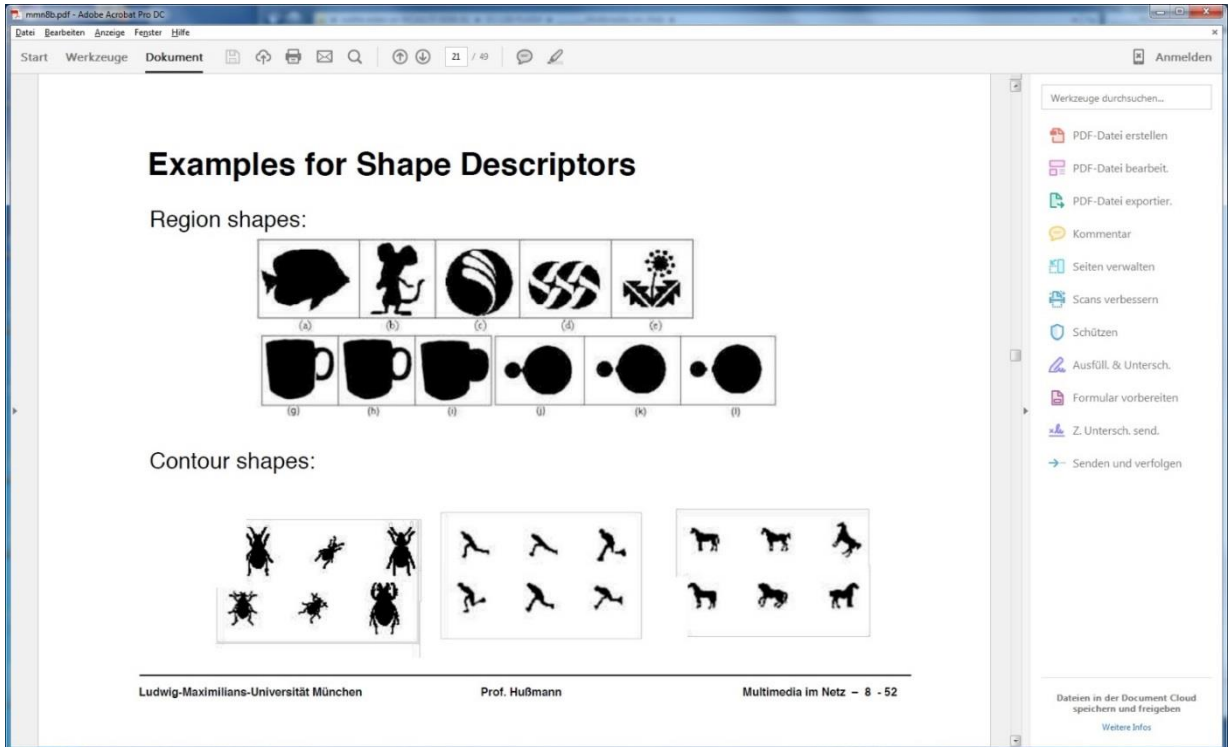 mmn8b.pdf - Adobe Acrobat Pro DC
Datei Bearbeiten Anzeige Fenster Hilfe
Start Werkzeuge Dokument 21 / 49 Anmelden
Examples for Shape Descriptors
Region shapes:
(a) (b) (c) (d) (e)
(g) (h) (i) (j) (k) (l)
Contour shapes:
Ludwig-Maximilians-Universität München Prof. Hußmann Multimedia im Netz – 8 - 52
Werkzeuge durchsuchen...
PDF-Datei erstellen
PDF-Datei bearbeit.
PDF-Datei exportier.
Kommentar
Seiten verwalten
Scans verbessern
Schützen
Ausfüll. & Untersch.
Formular vorbereiten
Z. Untersch. send.
Senden und verfolgen
Dateien in der Document Cloud
speichern und freigeben
Weitere Infos